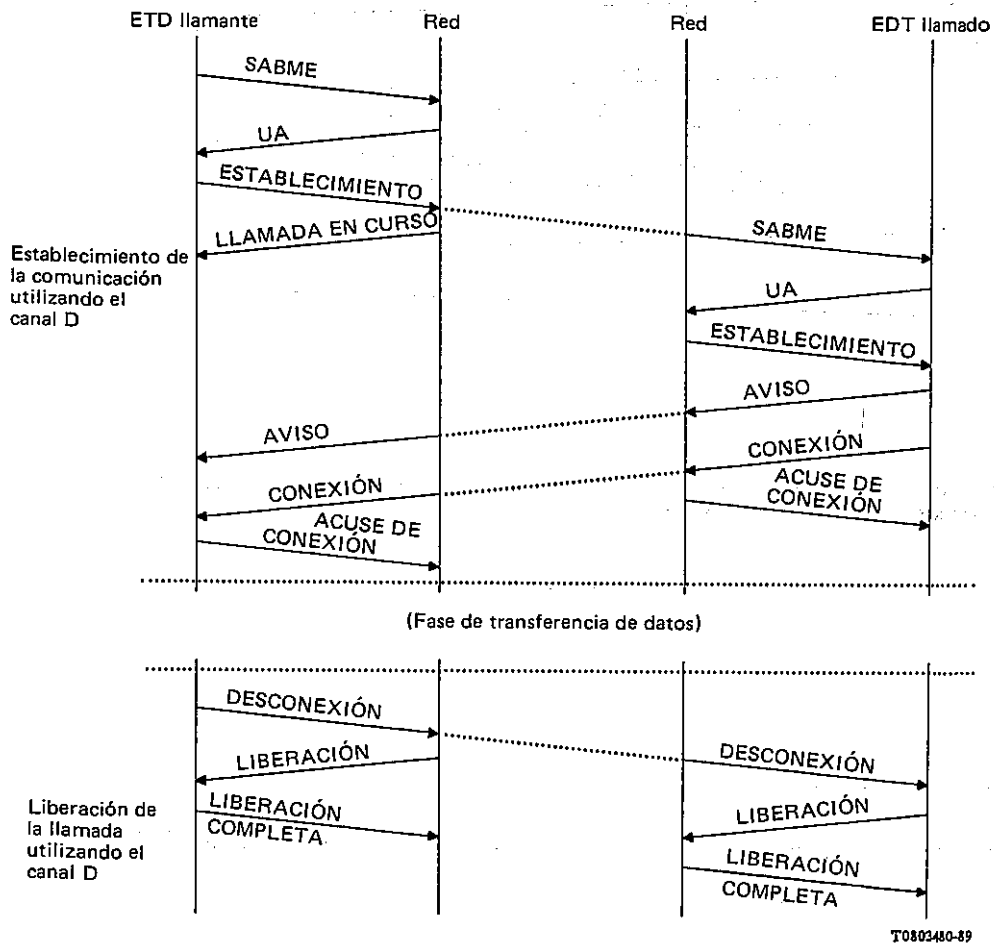 ETD llamante
Red
Red
EDT llamado
SABME
UA
ESTABLECIMIENTO
LLAMADA EN CURSO
SABME
Establecimiento de
la comunicación
utilizando el
canal D
UA
ESTABLECIMIENTO
AVISO
AVISO
CONEXIÓN
CONEXIÓN
ACUSE DE
CONEXIÓN
ACUSE DE
CONEXIÓN
(Fase de transferencia de datos)
DESCONEXIÓN
LIBERACIÓN
DESCONEXIÓN
Liberación de
la llamada
utilizando el
canal D
LIBERACIÓN
COMPLETA
LIBERACIÓN
LIBERACIÓN
COMPLETA
T0803480-89